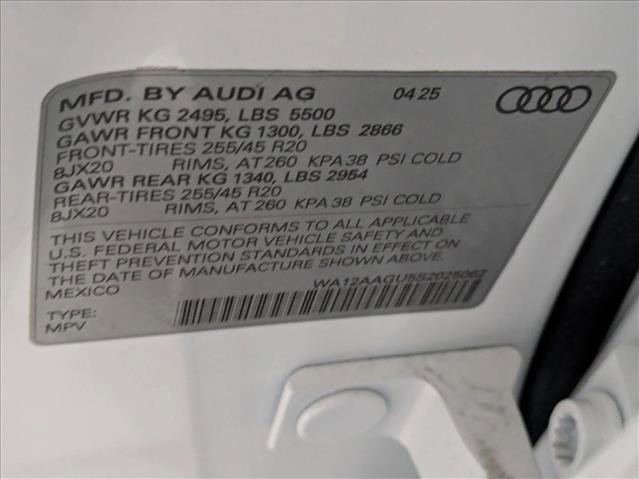 MFD. BY AUDI AG 04 25
GVWR KG 2495, LBS 5500
GAWR FRONT KG 1300, LBS 2866
FRONT-TIRES 255/45 R20
8JX20 RIMS, AT 260 KPA 38 PSI COLD
GAWR REAR KG 1340, LBS 2954
REAR-TIRES 255/45 R20
8JX20 RIMS, AT 260 KPA 38 PSI COLD
THIS VEHICLE CONFORMS TO ALL APPLICABLE
U.S. FEDERAL MOTOR VEHICLE SAFETY AND
THEFT PREVENTION STANDARDS IN EFFECT ON
THE DATE OF MANUFACTURE SHOWN ABOVE.
MEXICO WA12AAGU5S2025062
TYPE:
MPV